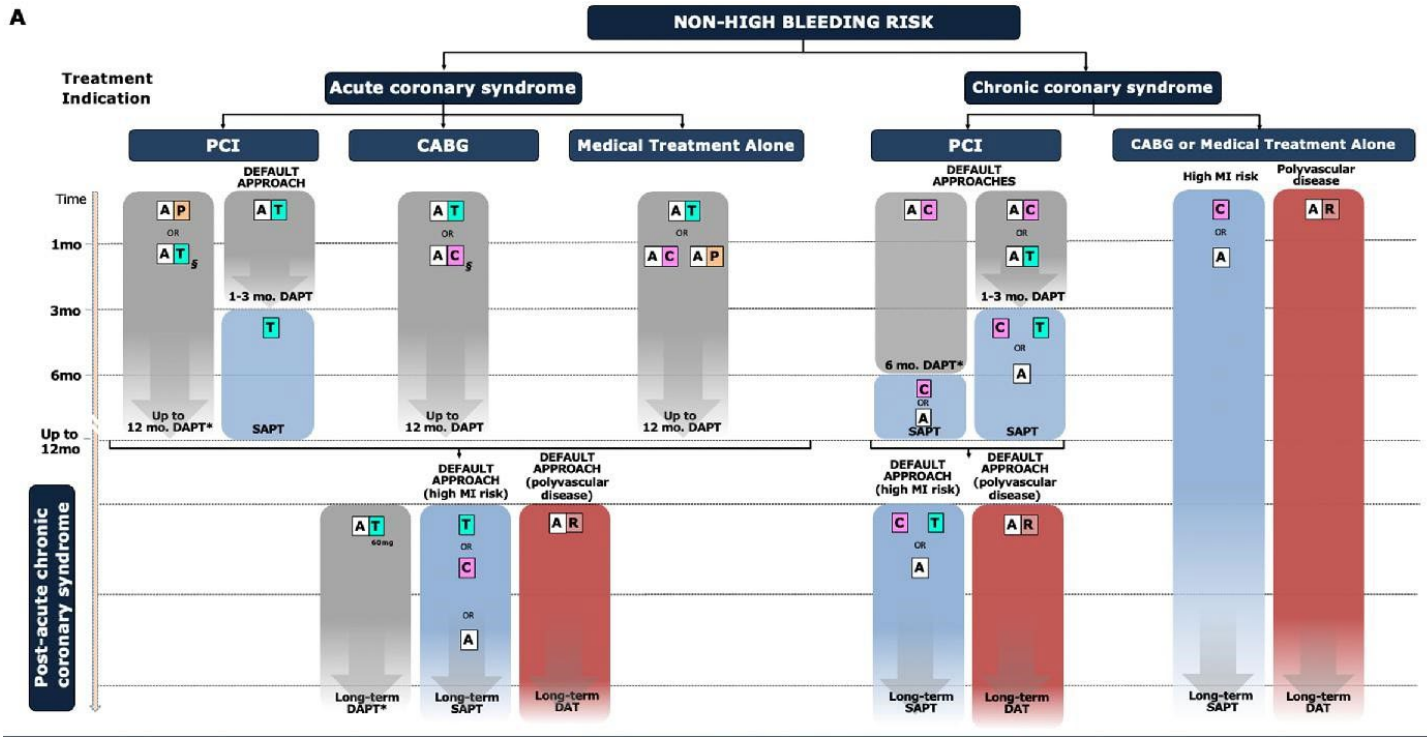 A
NON-HIGH BLEEDING RISK
Treatment
Indication
Acute coronary syndrome
Chronic coronary syndrome
PCI
CABG
Medical Treatment Alone
PCI
CABG or Medical Treatment Alone
DEFAULT
APPROACH
DEFAULT
APPROACHES
High MI risk
Polyvascular
disease
Time
1mo
3mo
6mo
Up to
12mo
A P
OR
A T §
Up to
12 mo. DAPT*
A T
1-3 mo. DAPT
T
SAPT
A T
OR
A C §
Up to
12 mo. DAPT
A T
OR
A C A P
Up to
12 mo. DAPT
A C
6 mo. DAPT*
C
OR
A
SAPT
A C
OR
A T
1-3 mo. DAPT
C T
OR
A
SAPT
C
OR
A
Long-term
SAPT
A R
Long-term
DAT
Post-acute chronic
coronary syndrome
A T
60mg
Long-term
DAPT*
DEFAULT
APPROACH
(high MI risk)
T
OR
C
OR
A
Long-term
SAPT
DEFAULT
APPROACH
(polyvascular
disease)
A R
Long-term
DAT
DEFAULT
APPROACH
(high MI risk)
C T
OR
A
Long-term
SAPT
DEFAULT
APPROACH
(polyvascular
disease)
A R
Long-term
DAT